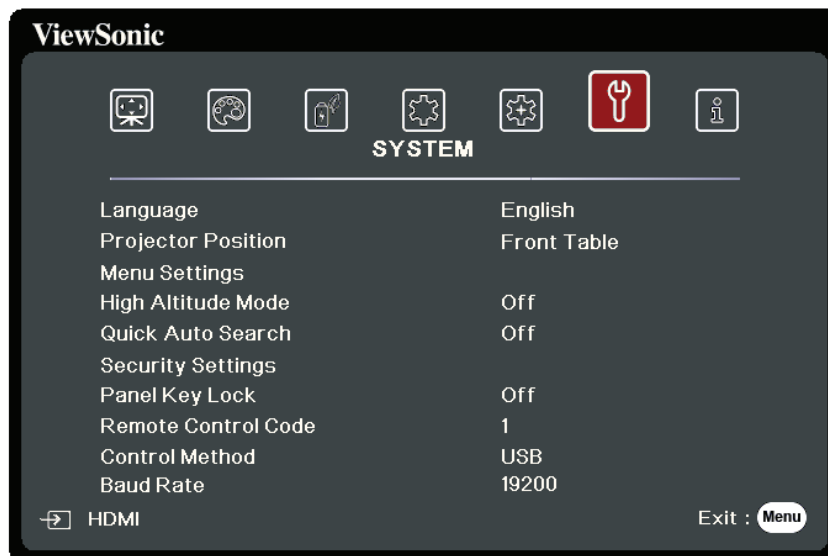 ViewSonic
SYSTEM
Language English
Projector Position Front Table
Menu Settings
High Altitude Mode Off
Quick Auto Search Off
Security Settings
Panel Key Lock Off
Remote Control Code 1
Control Method USB
Baud Rate 19200
HDMI Exit : Menu